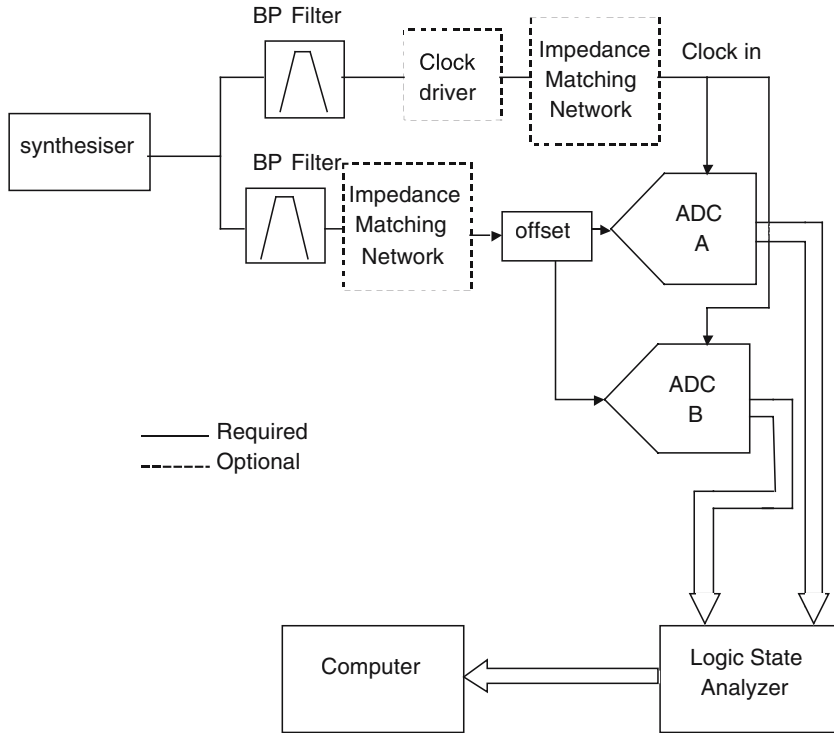 BP Filter
Clock
driver
Impedance
Matching
Network
Clock in
synthesiser
BP Filter
Impedance
Matching
Network
offset
ADC
A
ADC
B
Required
Optional
Computer
Logic State
Analyzer